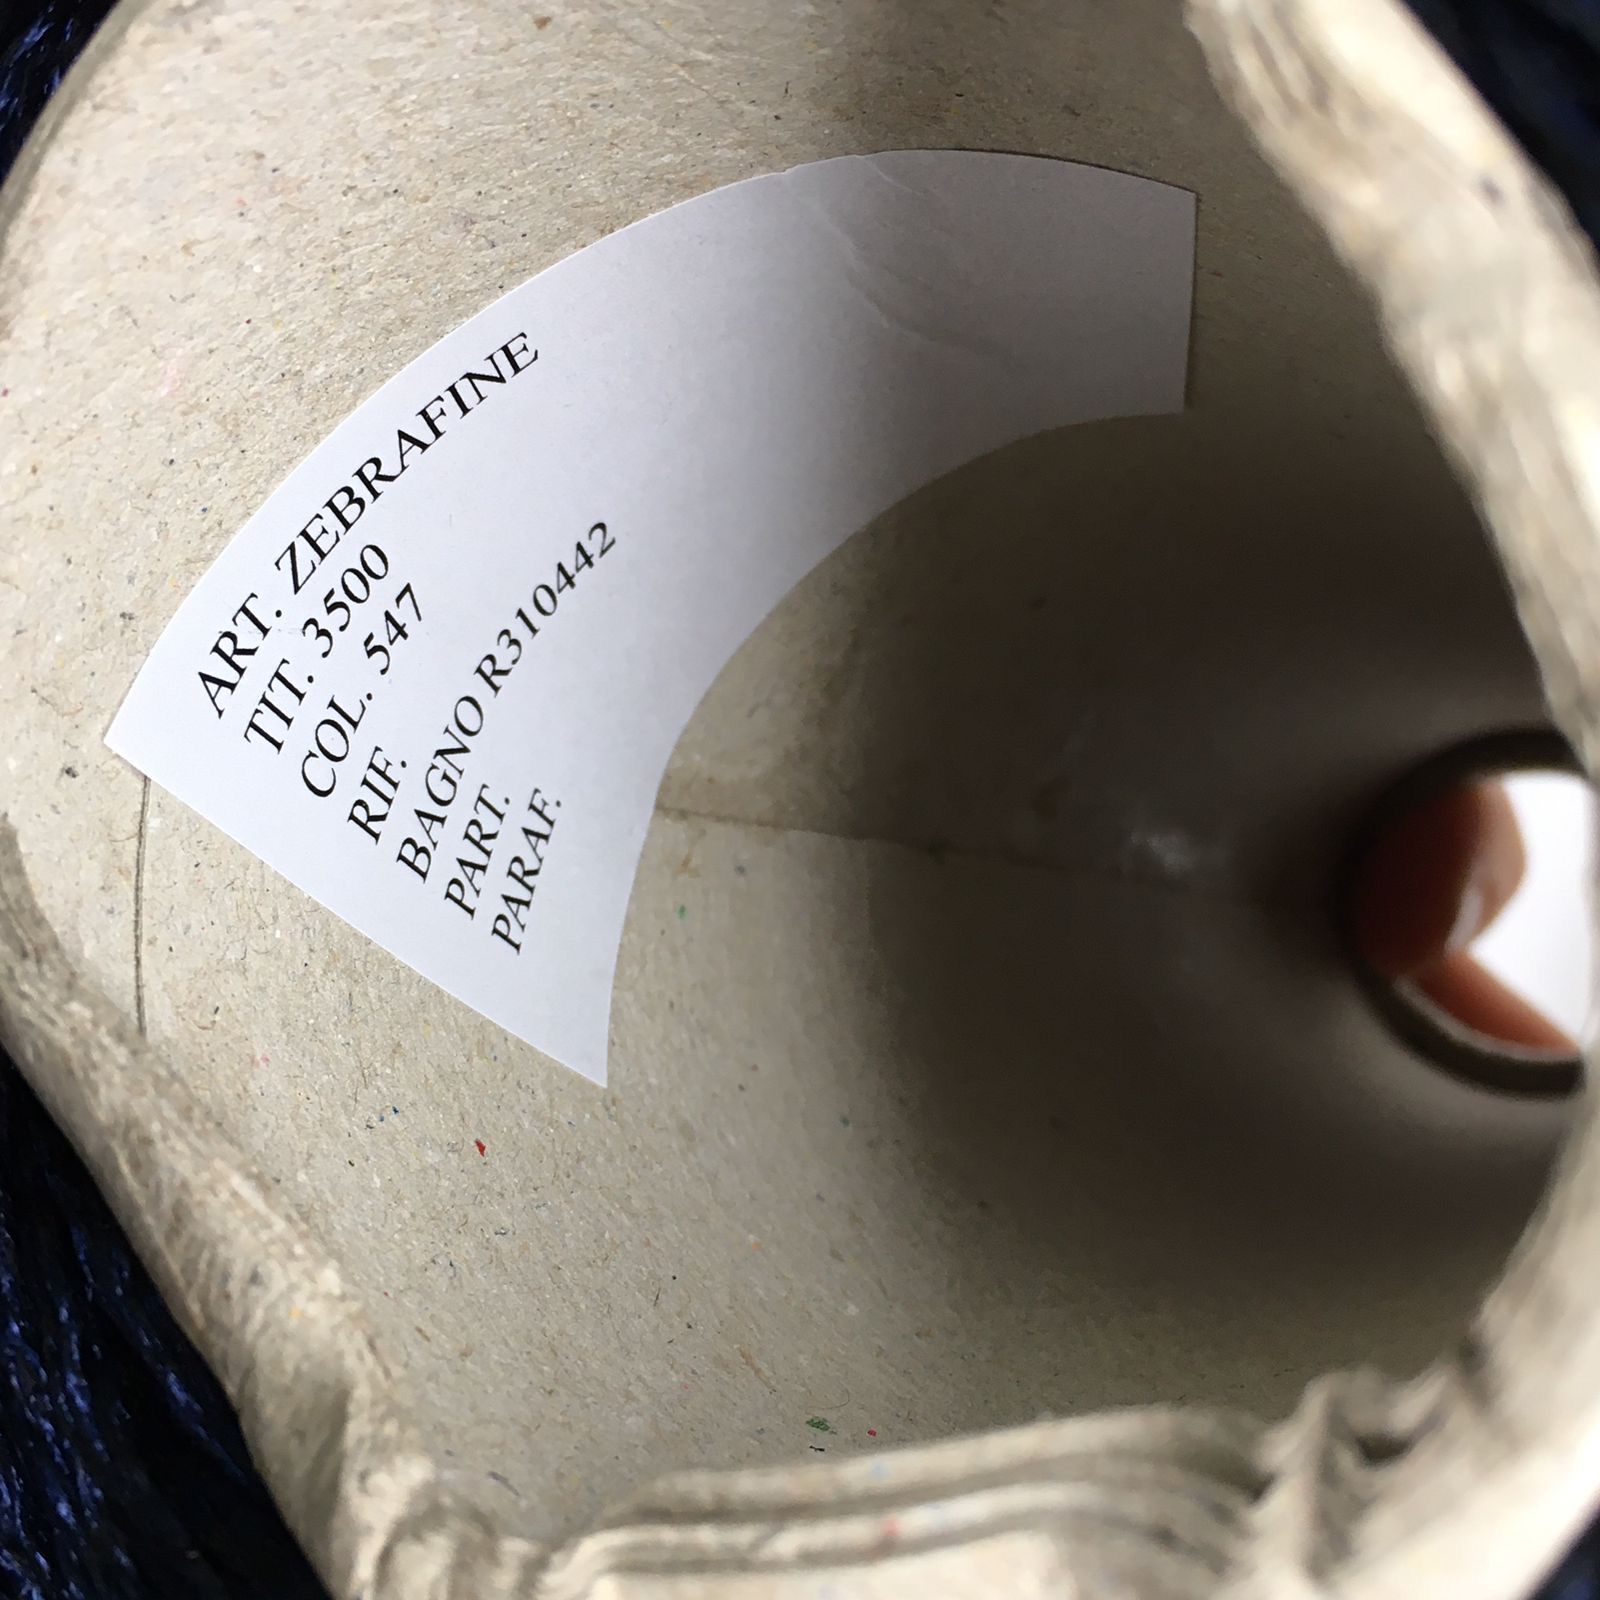 ART. ZEBRAFINE
TIT. 3500
COL. 547
RIF.
BAGNO R310442
PART.
PARAF.